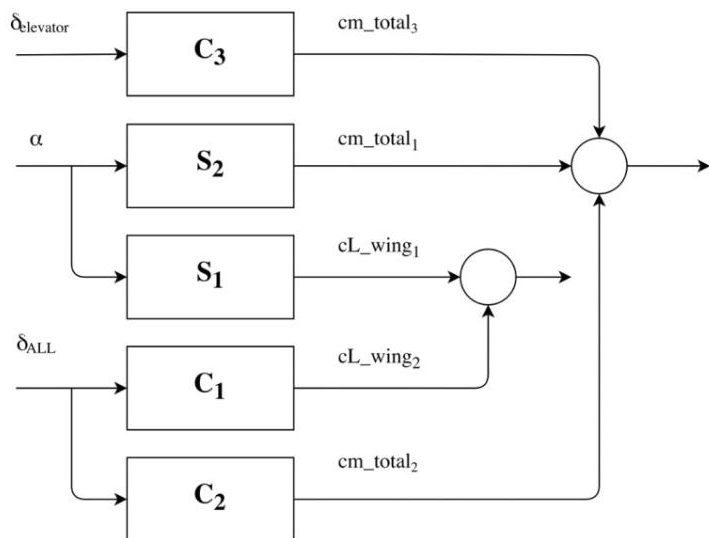 δelevator
C3
cm_total3
α
S2
cm_total1
S1
cL_wing1
δALL
C1
cL_wing2
C2
cm_total2